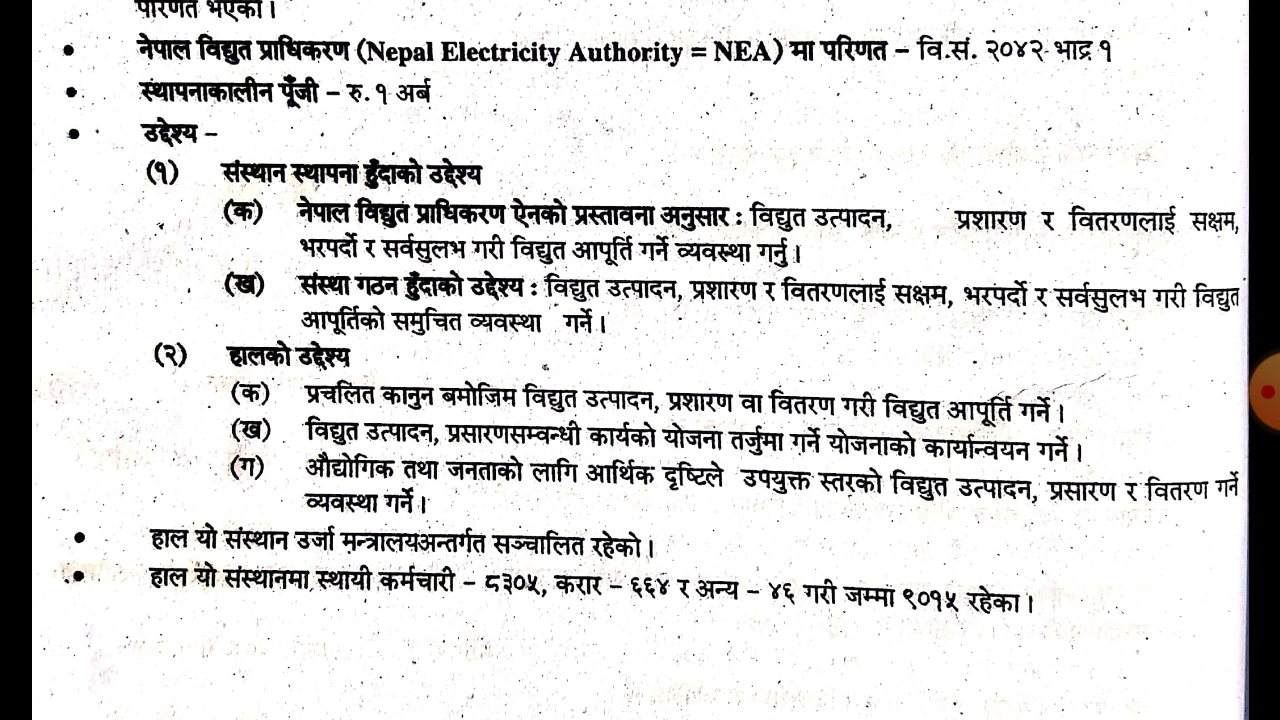 परिणत भएको।
• नेपाल विद्युत प्राधिकरण (Nepal Electricity Authority = NEA) मा परिणत – वि.सं. २०४२ भाद्र १
• स्थापनाकालीन पूँजी – रु. १ अर्ब
• उद्देश्य –
(१) संस्थान स्थापना हुँदाको उद्देश्य
(क) नेपाल विद्युत प्राधिकरण ऐनको प्रस्तावना अनुसार : विद्युत उत्पादन, प्रशारण र वितरणलाई सक्षम,
भरपर्दो र सर्वसुलभ गरी विद्युत आपूर्ति गर्ने व्यवस्था गर्नु।
(ख) संस्था गठन हुँदाको उद्देश्य : विद्युत उत्पादन, प्रशारण र वितरणलाई सक्षम, भरपर्दो र सर्वसुलभ गरी विद्युत
आपूर्तिको समुचित व्यवस्था गर्ने।
(२) हालको उद्देश्य
(क) प्रचलित कानुन बमोजिम विद्युत उत्पादन, प्रशारण वा वितरण गरी विद्युत आपूर्ति गर्ने।
(ख) विद्युत उत्पादन, प्रसारणसम्वन्धी कार्यको योजना तर्जुमा गर्ने योजनाको कार्यान्वयन गर्ने।
(ग) औद्योगिक तथा जनताको लागि आर्थिक दृष्टिले उपयुक्त स्तरको विद्युत उत्पादन, प्रसारण र वितरण गर्ने
व्यवस्था गर्ने।
• हाल यो संस्थान उर्जा मन्त्रालयअन्तर्गत सञ्चालित रहेको।
• हाल यो संस्थानमा स्थायी कर्मचारी – ८३०५, करार – ६६४ र अन्य – ४६ गरी जम्मा ९०१५ रहेका।